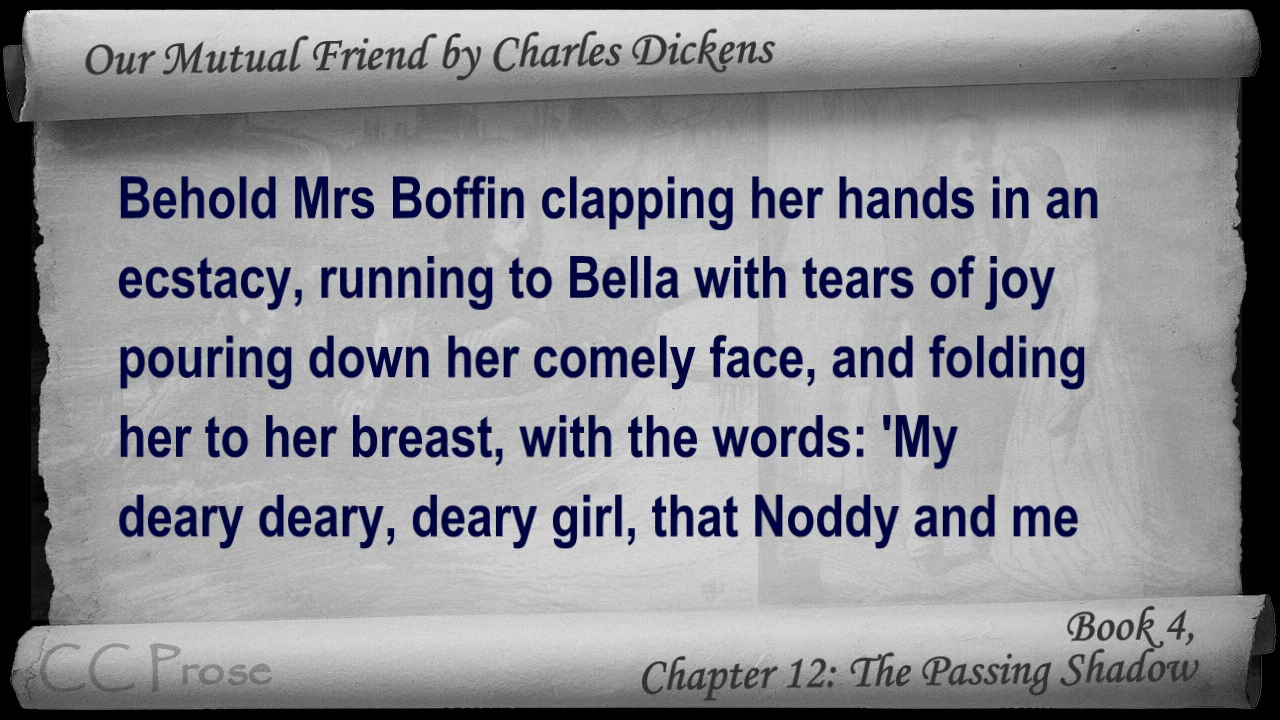 Our Mutual Friend by Charles Dickens
Behold Mrs Boffin clapping her hands in an
ecstacy, running to Bella with tears of joy
pouring down her comely face, and folding
her to her breast, with the words: 'My
deary deary, deary girl, that Noddy and me
Book 4,
Chapter 12: The Passing Shadow
CC Prose